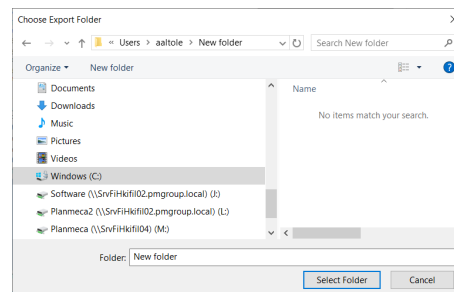 Choose Export Folder
« Users > aaltole > New folder
Search New folder
Organize
New folder
Documents
Downloads
Music
Pictures
Videos
Windows (C:)
Software (\\SrvFiHkifil02.pmgroup.local) (J:)
Planmeca2 (\\SrvFiHkifil02.pmgroup.local) (L:)
Planmeca (\\SrvFiHkifil04) (M:)
Name
No items match your search.
Folder: New folder
Select Folder
Cancel